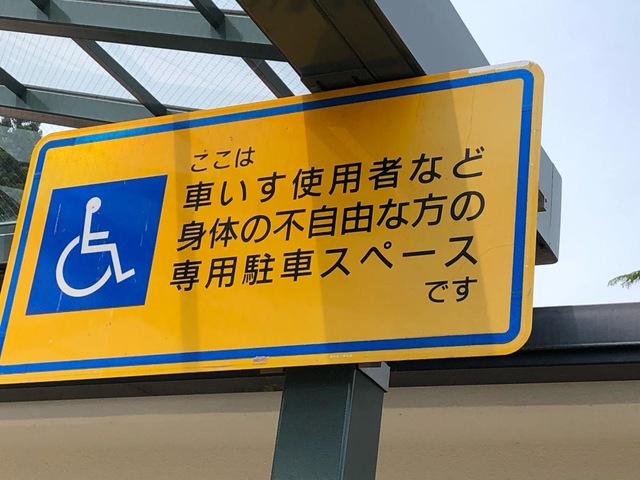 ここは
車いす使用者など
身体の不自由な方の
専用駐車スペース
です